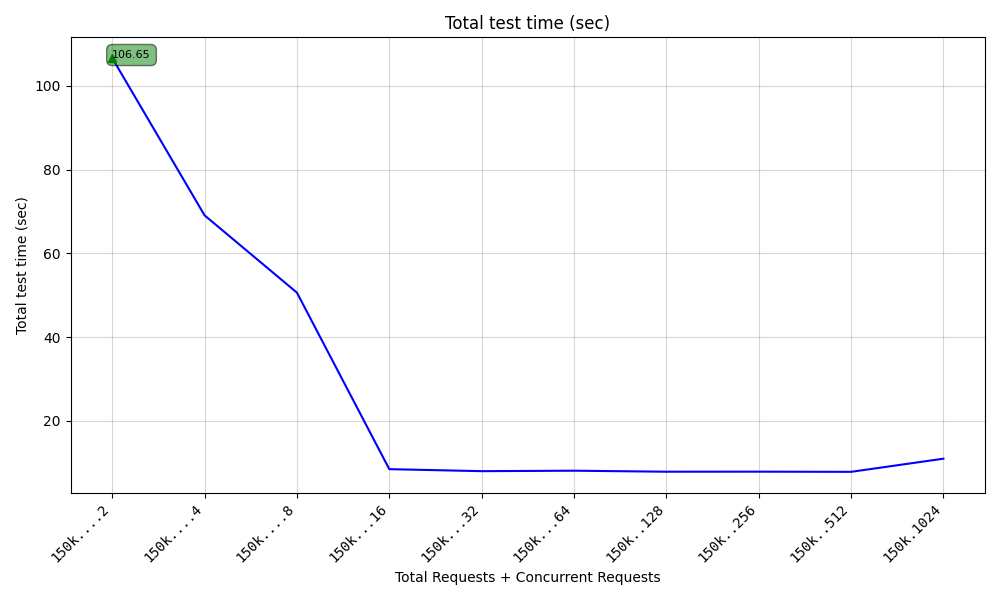 Total test time (sec)
106.65
Total test time (sec)
100
80
60
40
20
150k....2
150k....4
150k....8
150k...16
150k...32
150k...64
150k..128
150k..256
150k..512
150k.1024
Total Requests + Concurrent Requests